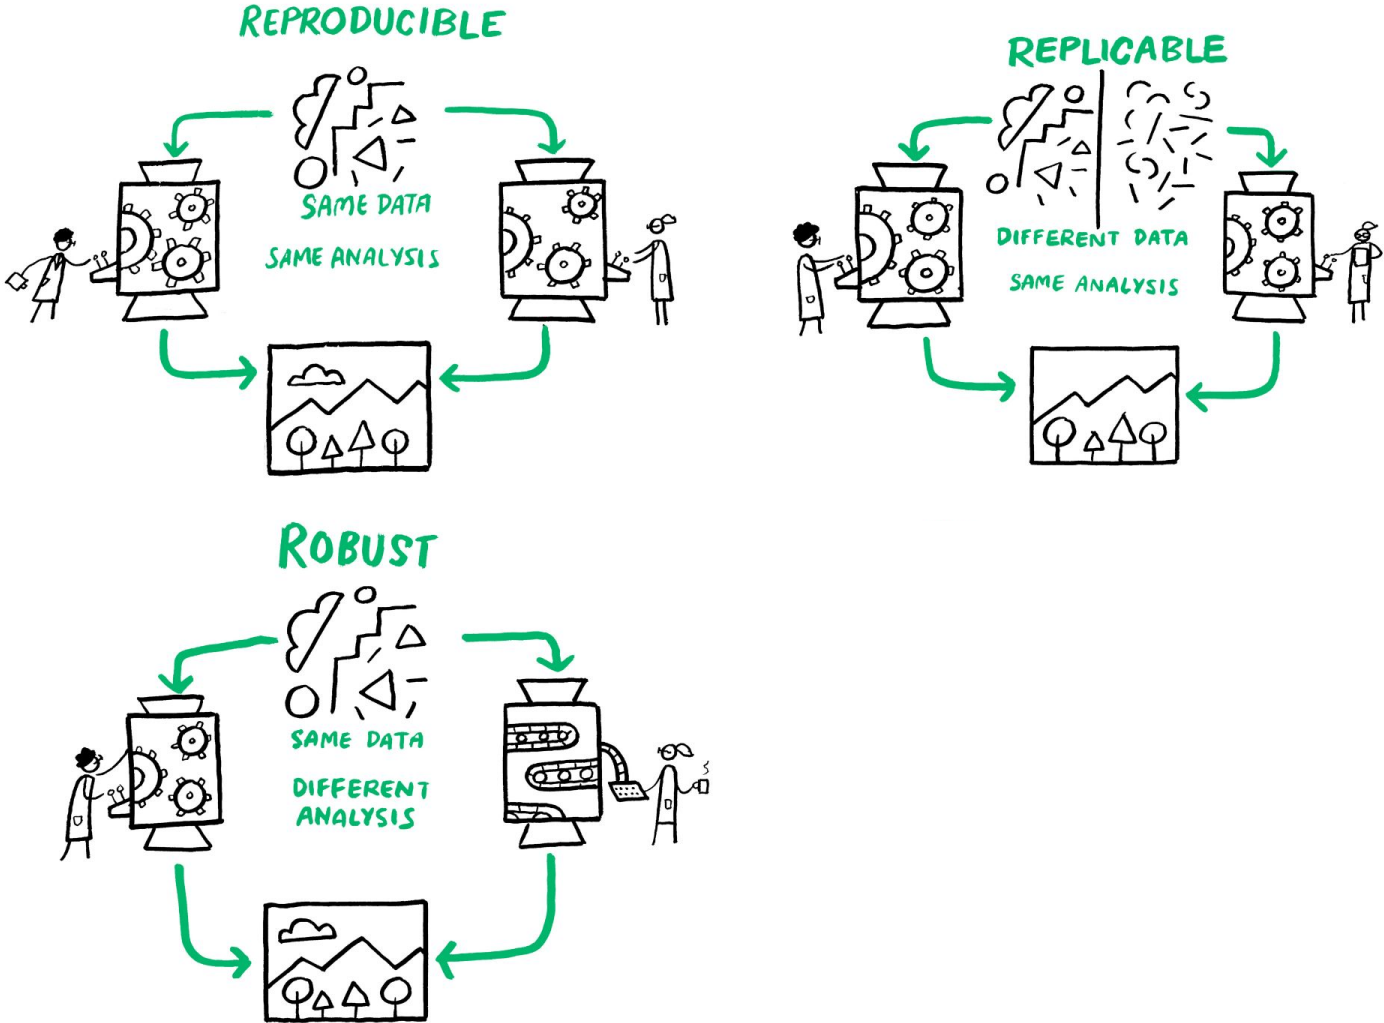 REPRODUCIBLE
SAME DATA
SAME ANALYSIS
REPLICABLE
DIFFERENT DATA
SAME ANALYSIS
ROBUST
SAME DATA
DIFFERENT
ANALYSIS